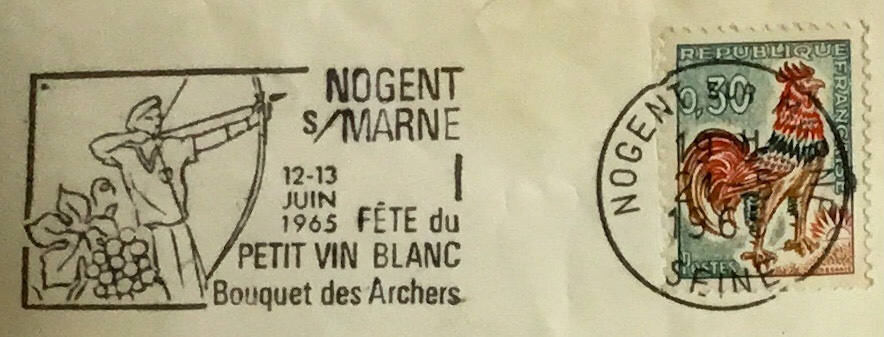 NOGENT
s/MARNE
12-13
JUIN
1965 FÊTE du
PETIT VIN BLANC
Bouquet des Archers
REPUBLIQUE FRANCAISE
0,30
POSTES
NOGENT
SEINE